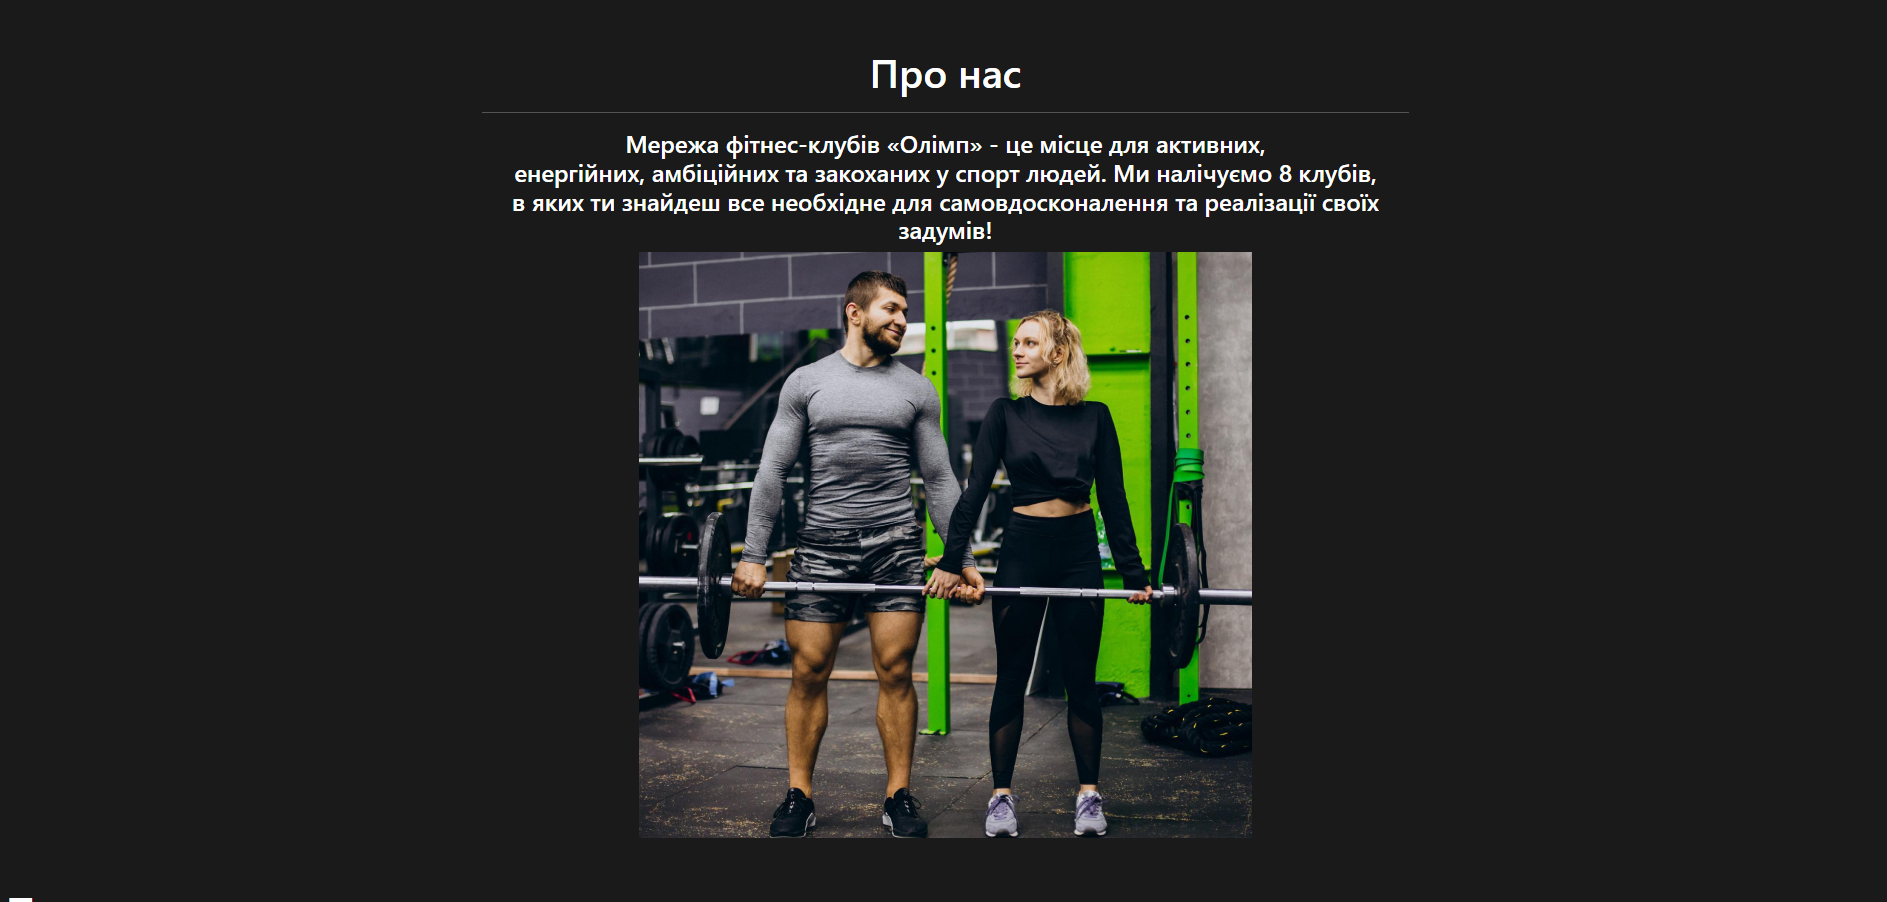 Про нас
Мережа фітнес-клубів «Олімп» - це місце для активних,
енергійних, амбіційних та закоханих у спорт людей. Ми налічуємо 8 клубів,
в яких ти знайдеш все необхідне для самовдосконалення та реалізації своїх
задумів!